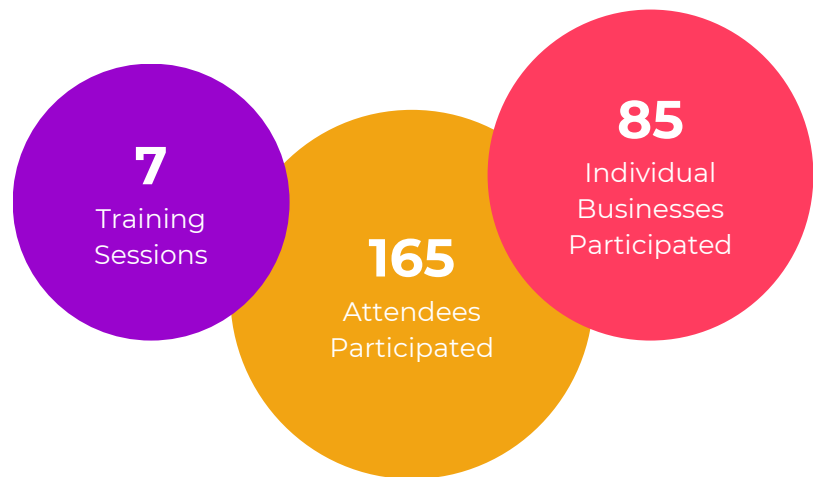 7
Training
Sessions
165
Attendees
Participated
85
Individual
Businesses
Participated